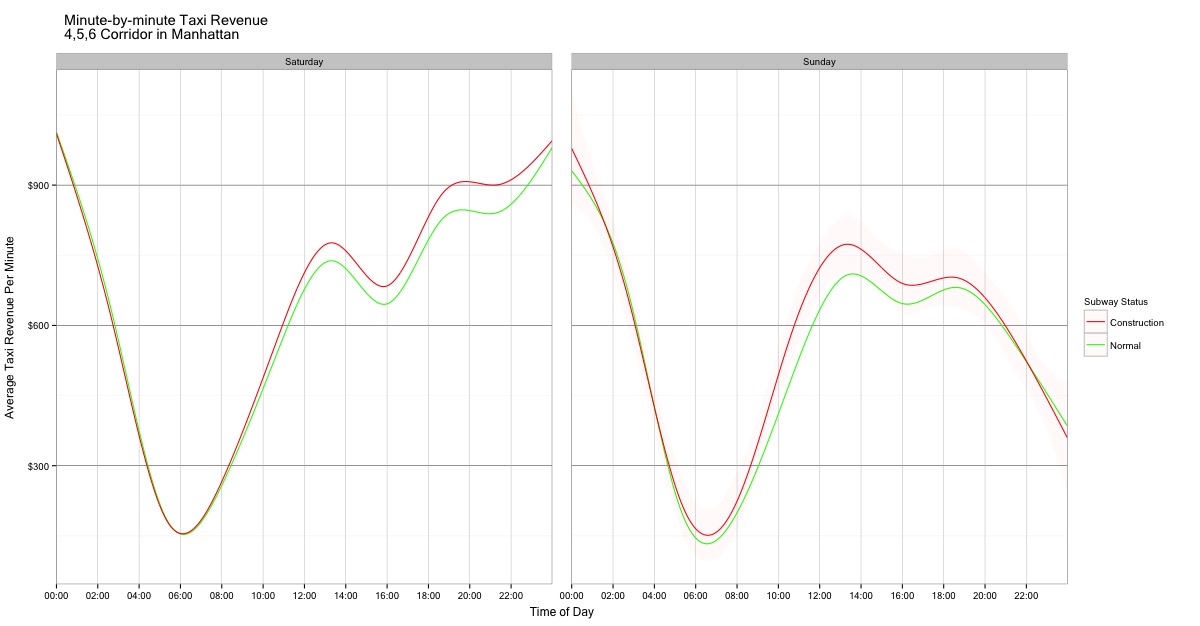 Minute-by-minute Taxi Revenue
4,5,6 Corridor in Manhattan
Saturday
Sunday
Average Taxi Revenue Per Minute
$900
$600
$300
00:00 02:00 04:00 06:00 08:00 10:00 12:00 14:00 16:00 18:00 20:00 22:00
00:00 02:00 04:00 06:00 08:00 10:00 12:00 14:00 16:00 18:00 20:00 22:00
Time of Day
Subway Status
Construction
Normal